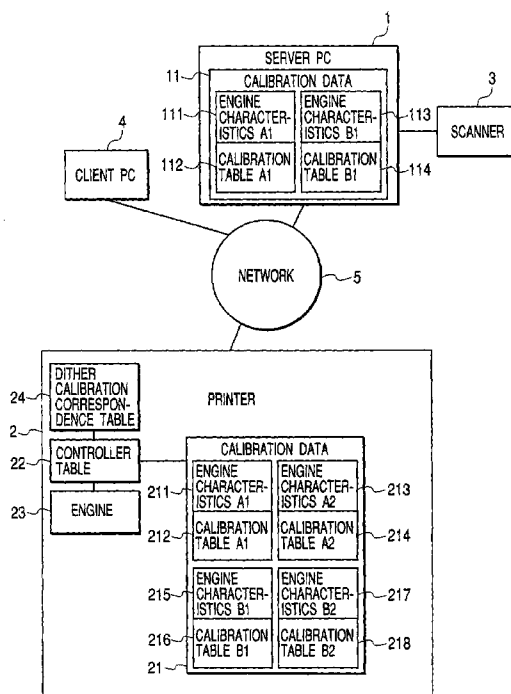 1
SERVER PC
11
CALIBRATION DATA
111
ENGINE
CHARACTER-
ISTICS A1
ENGINE
CHARACTER-
ISTICS B1
113
112
CALIBRATION
TABLE A1
CALIBRATION
TABLE B1
114
3
SCANNER
4
CLIENT PC
NETWORK
5
DITHER
CALIBRATION
CORRESPON-
DENCE TABLE
24
2
PRINTER
CONTROLLER
TABLE
22
ENGINE
23
CALIBRATION DATA
211
ENGINE
CHARACTER-
ISTICS A1
ENGINE
CHARACTER-
ISTICS A2
213
212
CALIBRATION
TABLE A1
CALIBRATION
TABLE A2
214
215
ENGINE
CHARACTER-
ISTICS B1
ENGINE
CHARACTER-
ISTICS B2
217
216
CALIBRATION
TABLE B1
CALIBRATION
TABLE B2
218
21